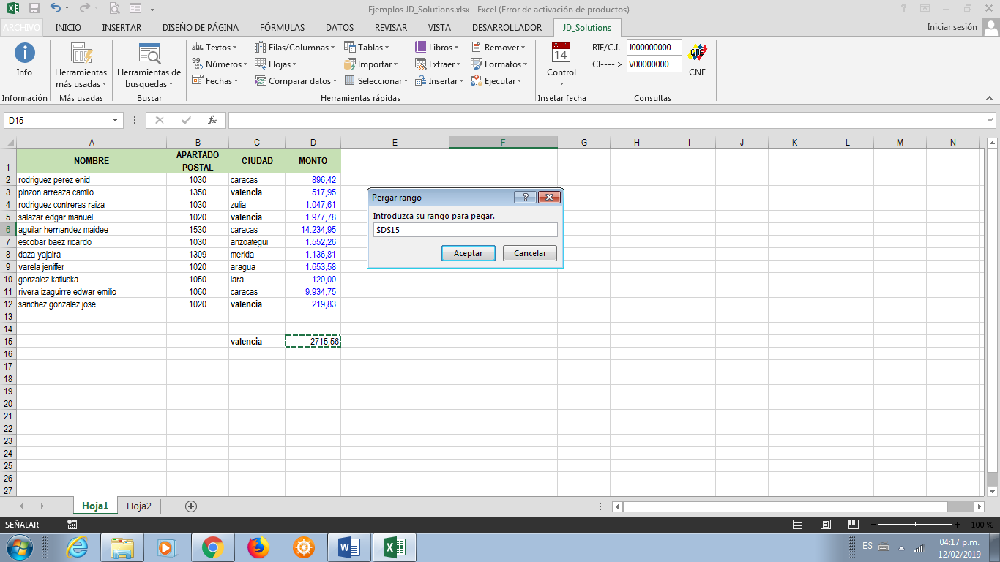 Ejemplos JD_Solutions.xlsx - Excel (Error de activación de productos)
ARCHIVO INICIO INSERTAR DISEÑO DE PÁGINA FÓRMULAS DATOS REVISAR VISTA DESARROLLADOR JD_Solutions Iniciar sesión
Info
Información
Herramientas
más usadas
Más usadas
Herramientas de
busquedas
Buscar
Textos Filas/Columnas Tablas Libros Remover
Números Hojas Importar Extraer Formatos
Fechas Comparar datos Seleccionar Insertar Ejecutar
Herramientas rápidas
14
Control
Insetar fecha
RIF/C.I. J000000000
CI----> V00000000
CNE
Consultas
D15 fx
A B C D E F G H I J K L M N
1 NOMBRE APARTADO POSTAL CIUDAD MONTO
2 rodriguez perez enid 1030 caracas 896,42
3 pinzon arreaza camilo 1350 valencia 517,95
4 rodriguez contreras raiza 1030 zulia 1.047,61
5 salazar edgar manuel 1020 valencia 1.977,78
6 aguilar hernandez maidee 1530 caracas 14.234,95
7 escobar baez ricardo 1030 anzoategui 1.552,26
8 daza yajaira 1309 merida 1.136,81
9 varela jeniffer 1020 aragua 1.653,58
10 gonzalez katiuska 1050 lara 120,00
11 rivera izaguirre edwar emilio 1060 caracas 9.934,75
12 sanchez gonzalez jose 1020 valencia 219,83
13
14
15 valencia 2715,56
16
17
18
19
20
21
22
23
24
25
26
27
Pergar rango
Introduzca su rango para pegar.
$D$15
Aceptar Cancelar
Hoja1 Hoja2
SEÑALAR 100 %
ES 04:17 p.m.
12/02/2019